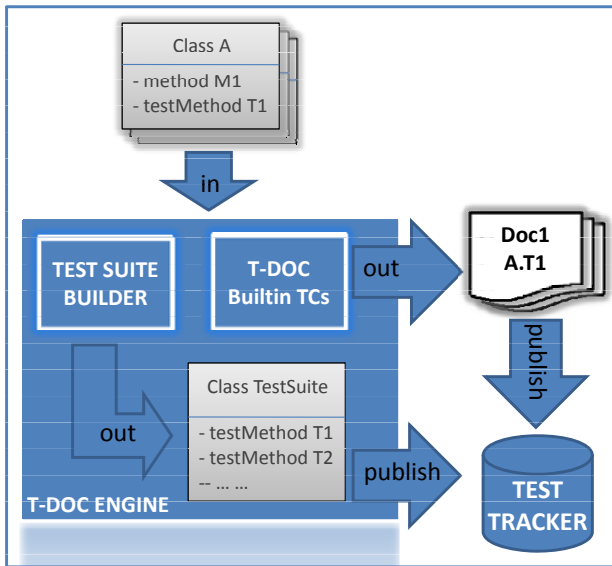 Class A
- method M1
- testMethod T1
in
TEST SUITE
BUILDER
T-DOC
Builtin TCs
out
Doc1
A.T1
publish
out
Class TestSuite
- testMethod T1
- testMethod T2
-- ... ...
publish
T-DOC ENGINE
TEST
TRACKER